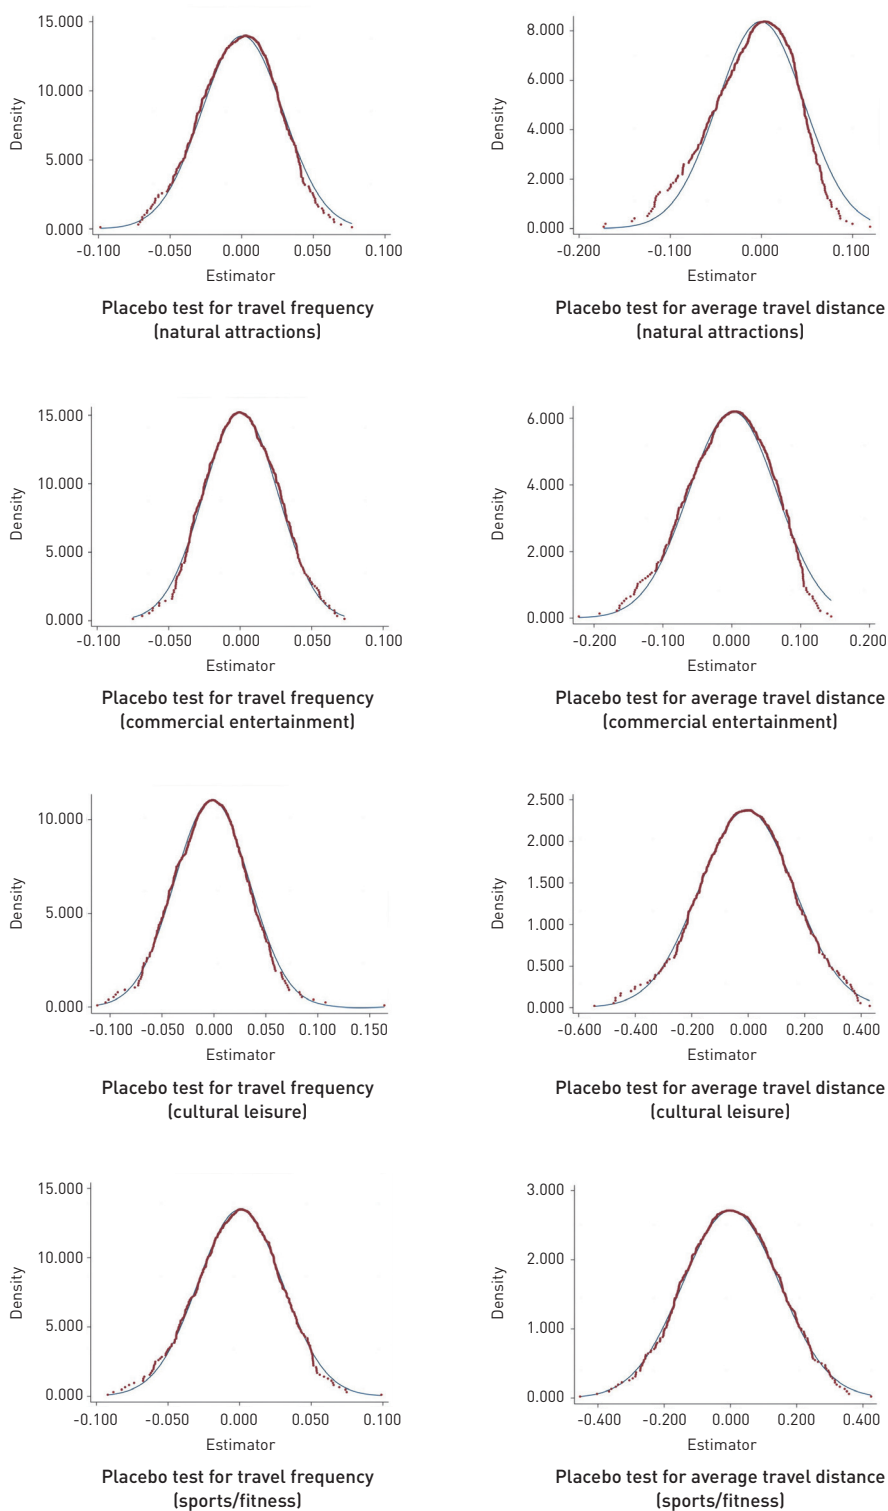 15.000
10.000
5.000
0.000
Density
-0.100 -0.050 0.000 0.050 0.100
Estimator
Placebo test for travel frequency
(natural attractions)
8.000
6.000
4.000
2.000
0.000
Density
-0.200 -0.100 0.000 0.100
Estimator
Placebo test for average travel distance
(natural attractions)
15.000
10.000
5.000
0.000
Density
-0.100 -0.050 0.000 0.050 0.100
Estimator
Placebo test for travel frequency
(commercial entertainment)
6.000
4.000
2.000
0.000
Density
-0.200 -0.100 0.000 0.100 0.200
Estimator
Placebo test for average travel distance
(commercial entertainment)
10.000
5.000
0.000
Density
-0.100 -0.050 0.000 0.050 0.100 0.150
Estimator
Placebo test for travel frequency
(cultural leisure)
2.500
2.000
1.500
1.000
0.500
0.000
Density
-0.600 -0.400 -0.200 0.000 0.200 0.400
Estimator
Placebo test for average travel distance
(cultural leisure)
15.000
10.000
5.000
0.000
Density
-0.100 -0.050 0.000 0.050 0.100
Estimator
Placebo test for travel frequency
(sports/fitness)
3.000
2.000
1.000
0.000
Density
-0.400 -0.200 0.000 0.200 0.400
Estimator
Placebo test for average travel distance
(sports/fitness)